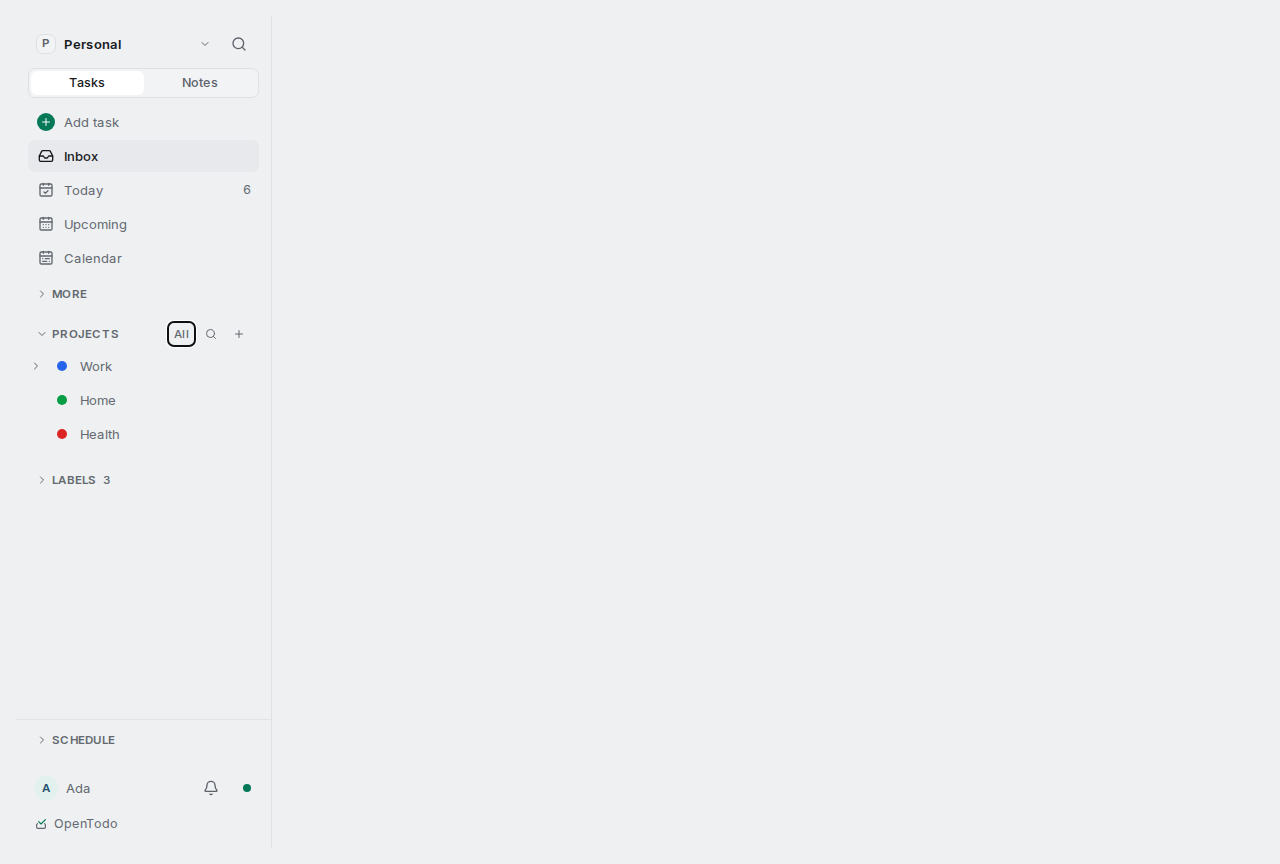 P Personal
Tasks Notes
Add task
Inbox
Today 6
Upcoming
Calendar
MORE
PROJECTS All
Work
Home
Health
LABELS 3
SCHEDULE
A Ada
OpenTodo